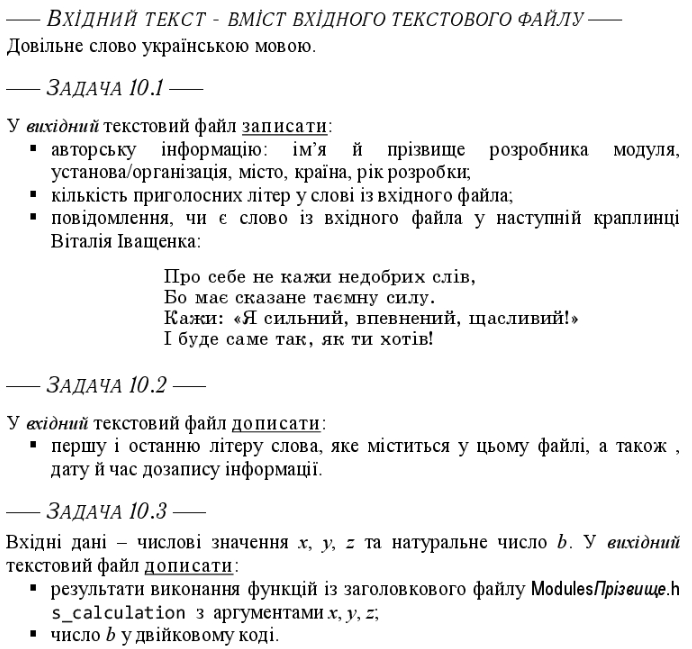 ВХІДНИЙ ТЕКСТ - ВМІСТ ВХІДНОГО ТЕКСТОВОГО ФАЙЛУ
Довільне слово українською мовою.
ЗАДАЧА 10.1
У вихідний текстовий файл записати:
▪ авторську інформацію: ім’я й прізвище розробника модуля,
установа/організація, місто, країна, рік розробки;
▪ кількість приголосних літер у слові із вхідного файла;
▪ повідомлення, чи є слово із вхідного файла у наступній краплинці
Віталія Іващенка:
Про себе не кажи недобрих слів,
Бо має сказане таємну силу.
Кажи: «Я сильний, впевнений, щасливий!»
І буде саме так, як ти хотів!
ЗАДАЧА 10.2
У вхідний текстовий файл дописати:
▪ першу і останню літеру слова, яке міститься у цьому файлі, а також ,
дату й час дозапису інформації.
ЗАДАЧА 10.3
Вхідні дані – числові значення x, y, z та натуральне число b. У вихідний
текстовий файл дописати:
▪ результати виконання функцій із заголовкового файлу ModulesПрізвище.h
s_calculation з аргументами x, y, z;
▪ число b у двійковому коді.